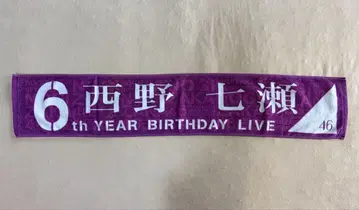 6 西野 七瀬
th YEAR BIRTHDAY LIVE
46